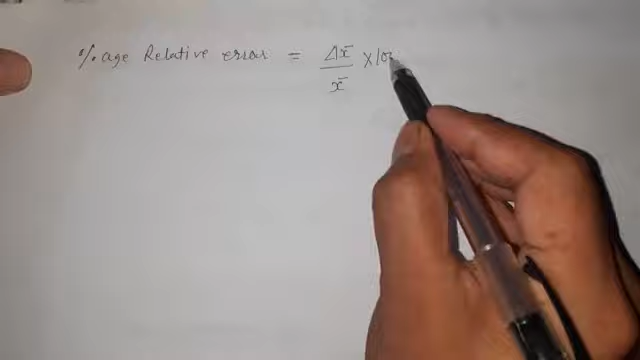 %age Relative error = Δx̄/x̄ ×100